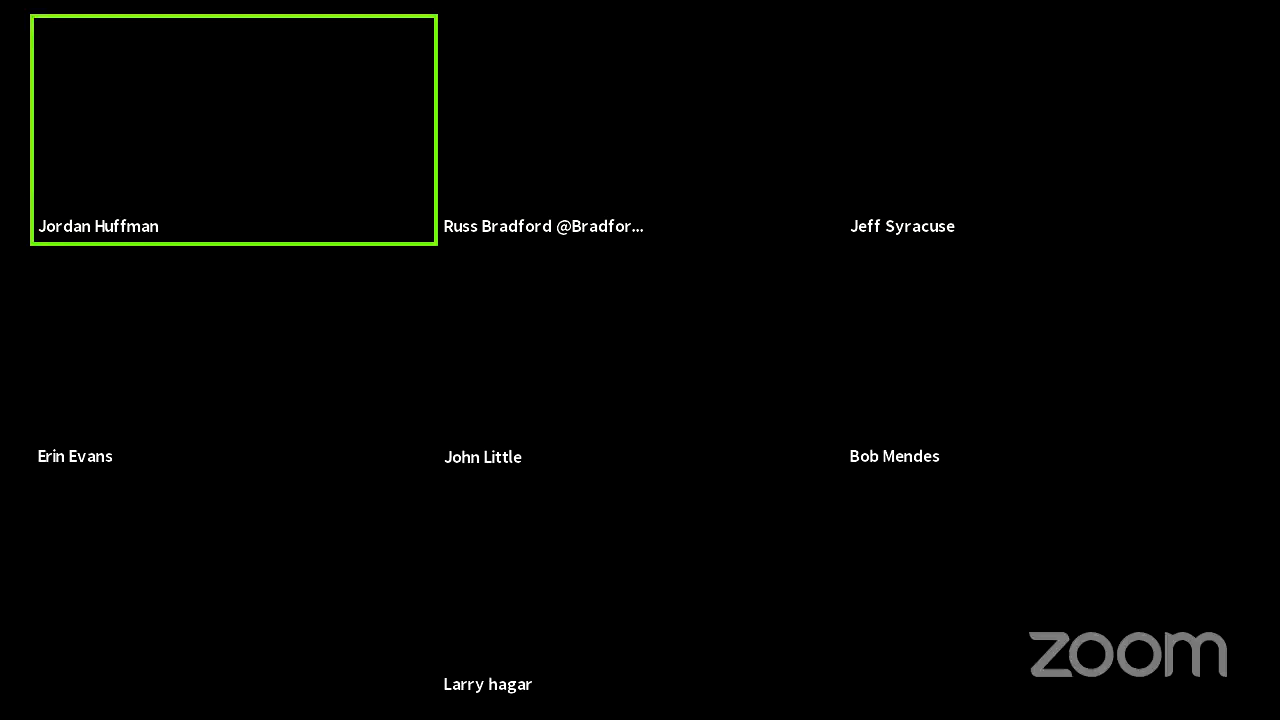 Jordan Huffman
Russ Bradford @Bradfor...
Jeff Syracuse
Erin Evans
John Little
Bob Mendes
Larry hagar
zoom